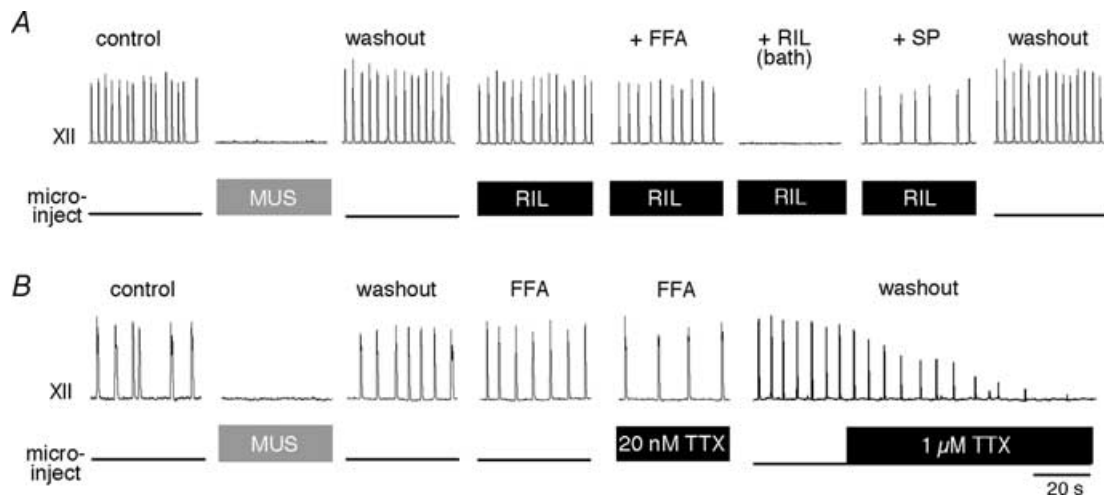 A
control
washout
+ FFA
+ RIL
(bath)
+ SP
washout
XII
micro-
inject
MUS
RIL
RIL
RIL
RIL
B
control
washout
FFA
FFA
washout
XII
micro-
inject
MUS
20 nM TTX
1 µM TTX
20 s